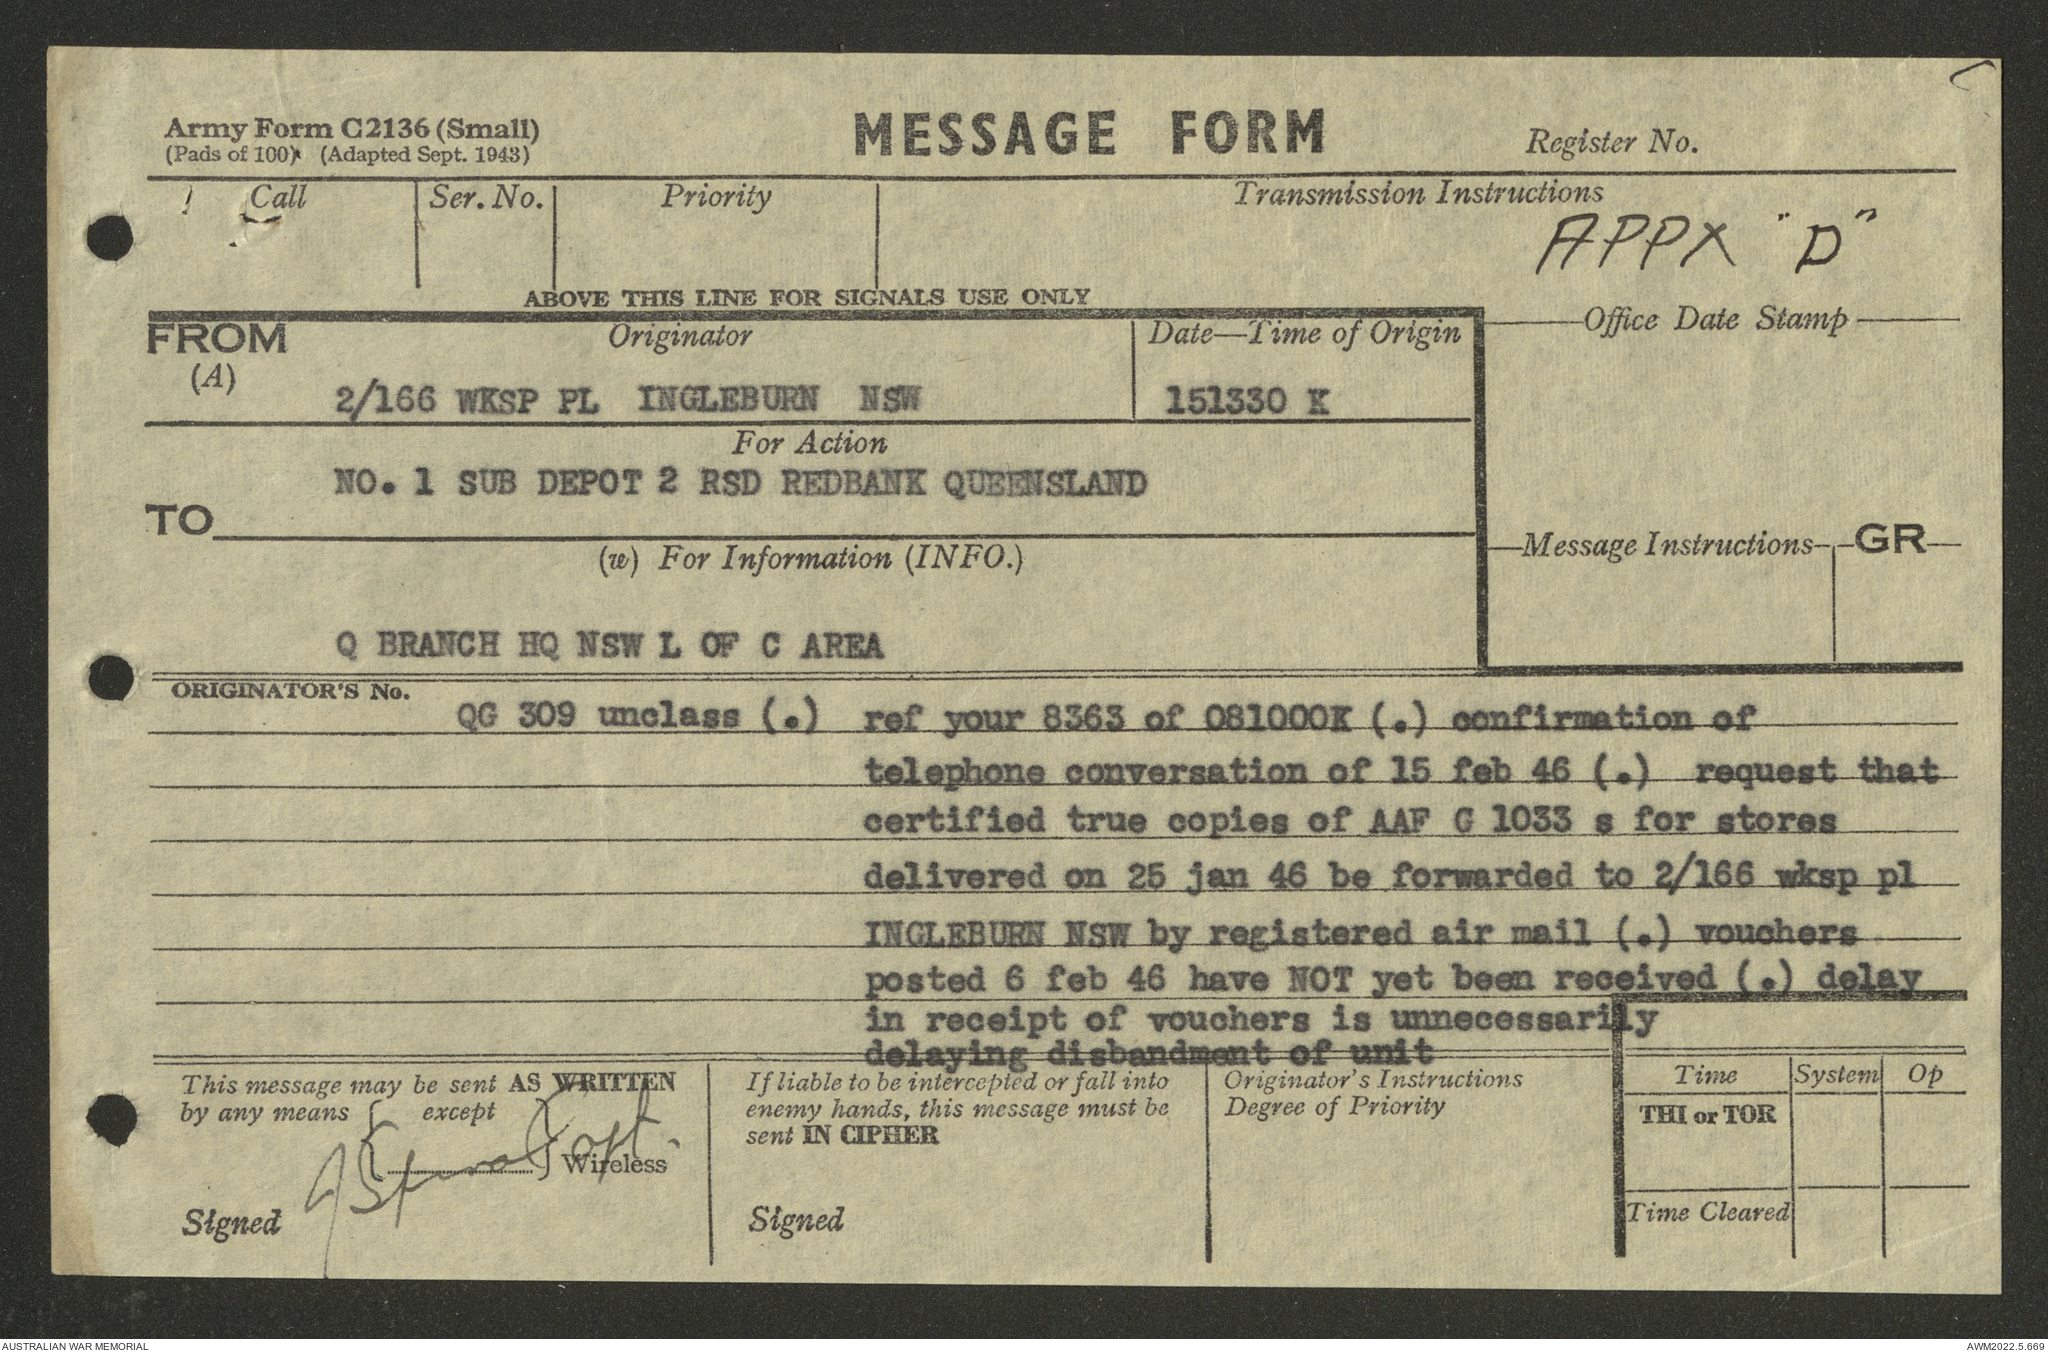 Army Form C2136 (Small)
(Pads of 100) (Adapted Sept. 1943)
MESSAGE FORM
Register No.
Call
Ser. No.
Priority
Transmission Instructions
APPX "D"
ABOVE THIS LINE FOR SIGNALS USE ONLY
FROM
(A)
Originator
Date—Time of Origin
Office Date Stamp
2/166 WKSP PL INGLEBURN NSW
151330 K
For Action
NO. 1 SUB DEPOT 2 RSD REDBANK QUEENSLAND
TO
(w) For Information (INFO.)
Message Instructions
GR
Q BRANCH HQ NSW L OF C AREA
ORIGINATOR'S No.
QG 309 unclass (.) ref your 8363 of 081000K (.) confirmation of
telephone conversation of 15 feb 46 (.) request that
certified true copies of AAF G 1033 s for stores
delivered on 25 jan 46 be forwarded to 2/166 wksp pl
INGLEBURN NSW by registered air mail (.) vouchers
posted 6 feb 46 have NOT yet been received (.) delay
in receipt of vouchers is unnecessarily
delaying disbandment of unit
This message may be sent AS WRITTEN
by any means { except }
{ } Wireless
Capt.
Signed
If liable to be intercepted or fall into
enemy hands, this message must be
sent IN CIPHER
Signed
Originator's Instructions
Degree of Priority
Time
System
Op
THI or TOR
Time Cleared
AUSTRALIAN WAR MEMORIAL
AWM2022.5.669